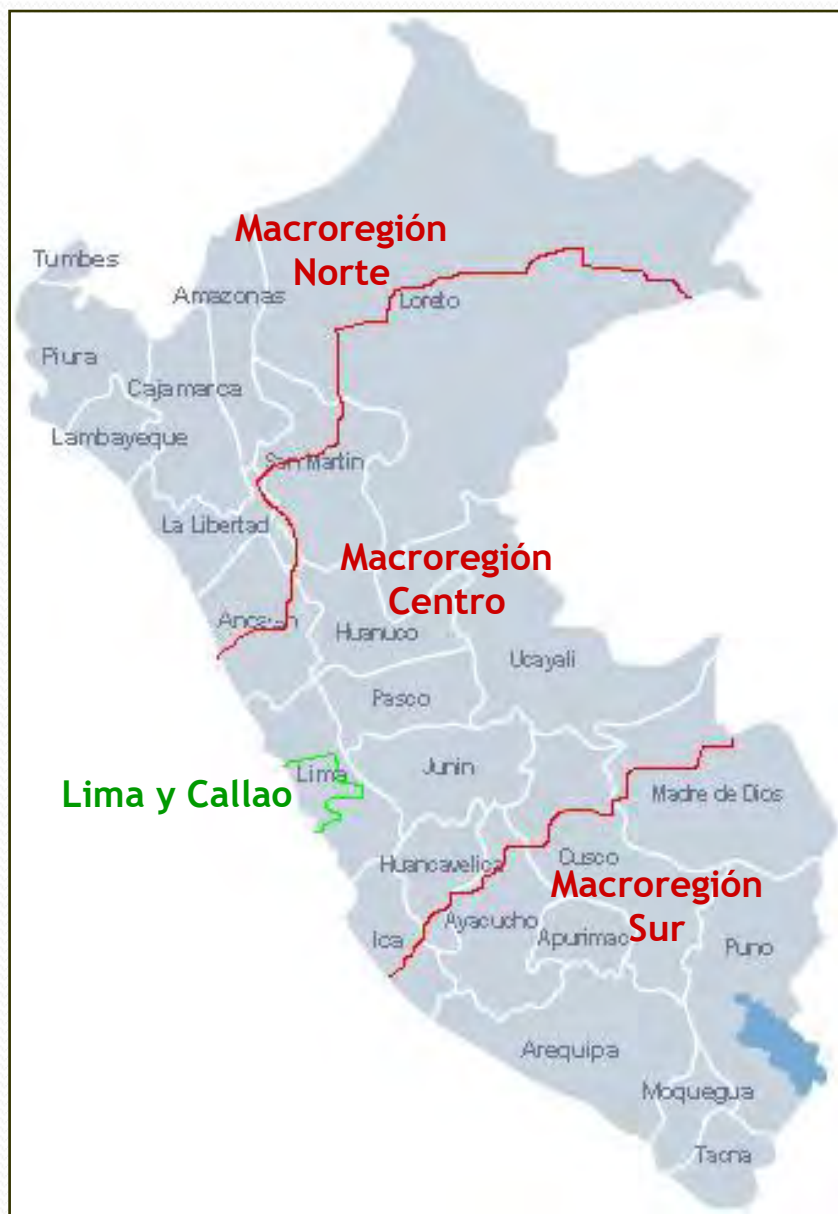 Macroregión
Norte
Tumbes
Amazonas
Loreto
Piura
Cajamarca
Lambayeque
San Martin
La Libertad
Macroregión
Centro
Ancash
Huanuco
Ucayali
Pasco
Lima
Junin
Lima y Callao
Madre de Dios
Huancavelica
Cusco
Macroregión
Sur
Ayacucho
Ica
Apurimac
Puno
Arequipa
Moquegua
Tacna